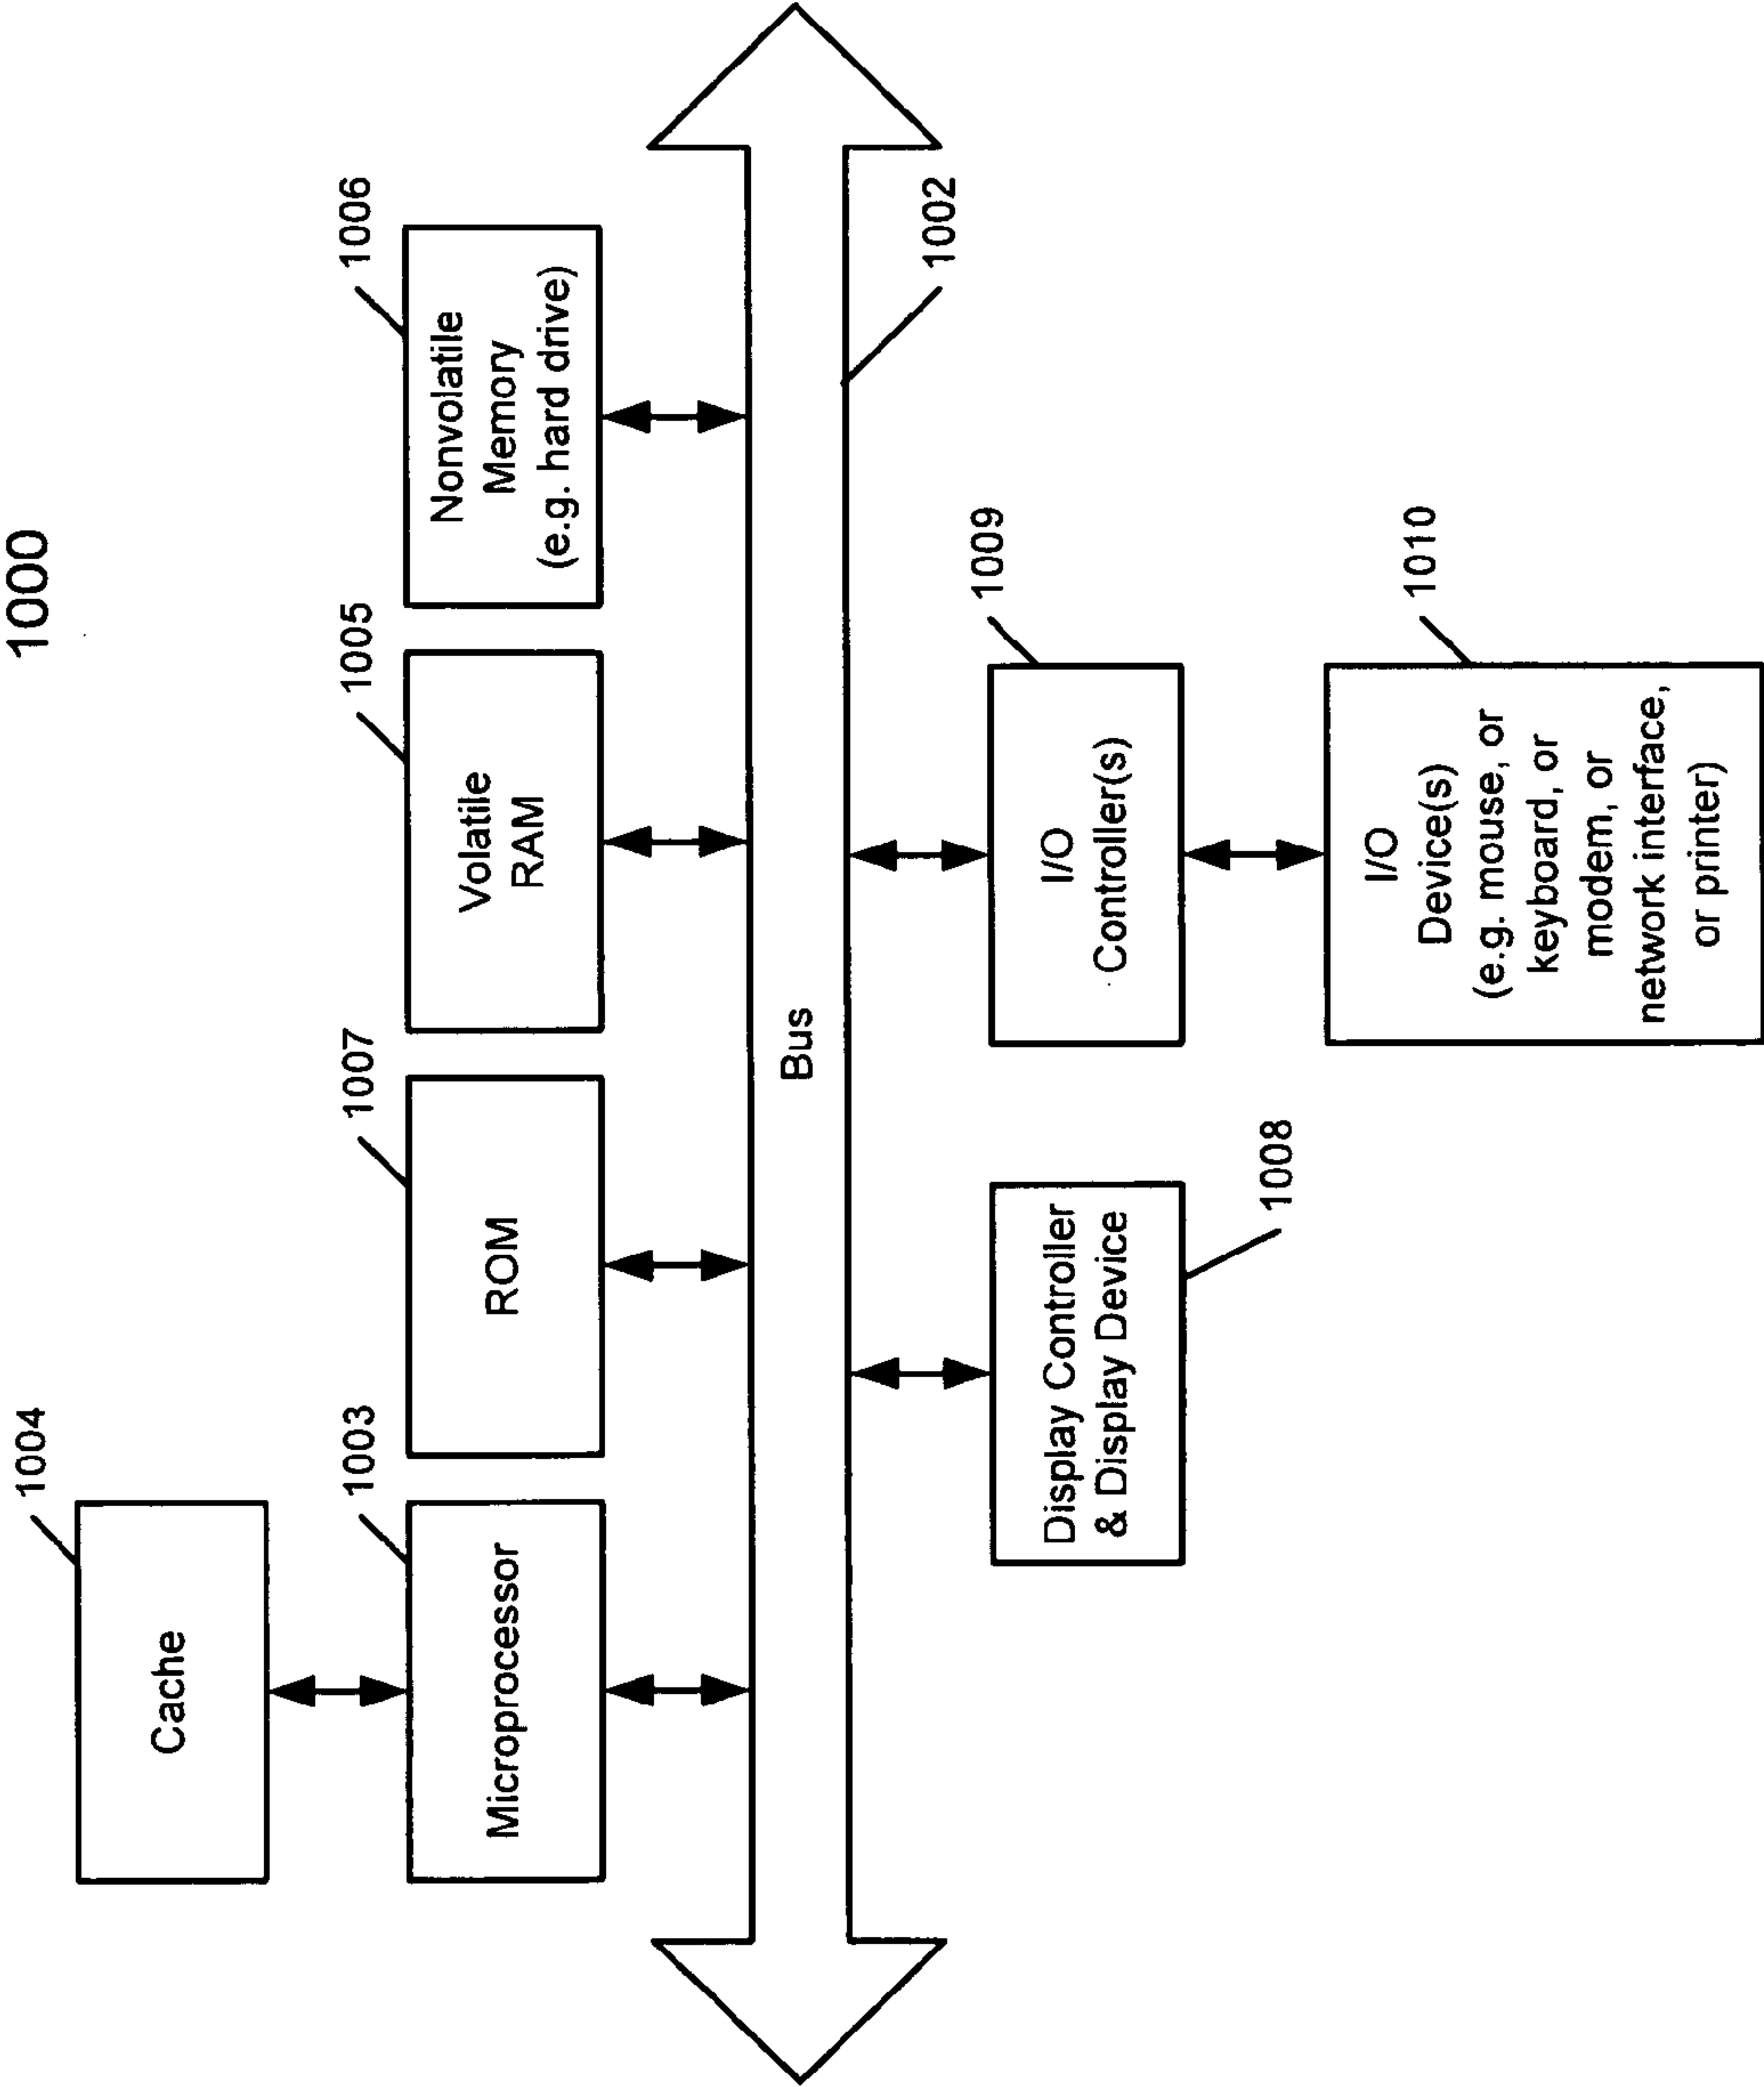 1000
1004
Cache
1003
Microprocessor
1007
ROM
1005
Volatile
RAM
1006
Nonvolatile
Memory
(e.g. hard drive)
Bus
1002
Display Controller
& Display Device
1008
1009
I/O
Controller(s)
1010
I/O
Devices(s)
(e.g. mouse, or
keyboard, or
modem, or
network interface,
or printer)